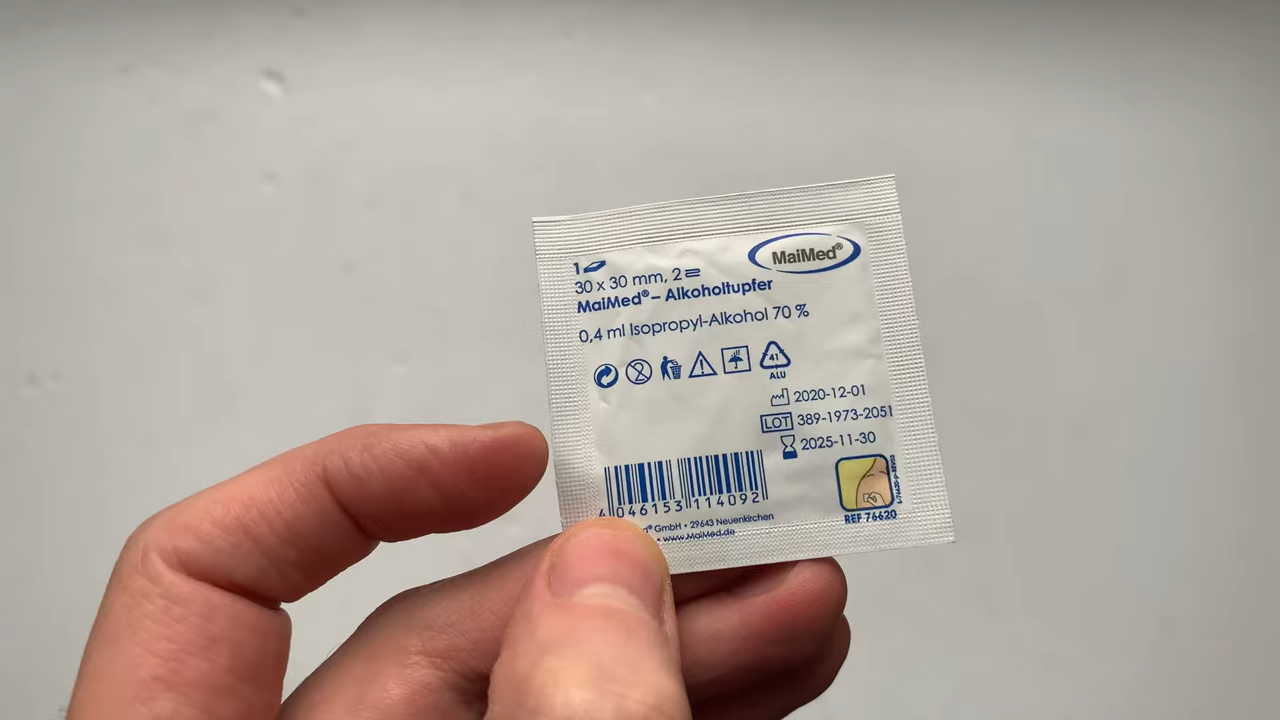 MaiMed®
1
30 x 30 mm, 2
MaiMed® – Alkoholtupfer
0,4 ml Isopropyl-Alkohol 70 %
2
41
ALU
2020-12-01
LOT 389-1973-2051
2025-11-30
4 046153 114092
REF 76620
® GmbH • 29643 Neuenkirchen
• www.MaiMed.de